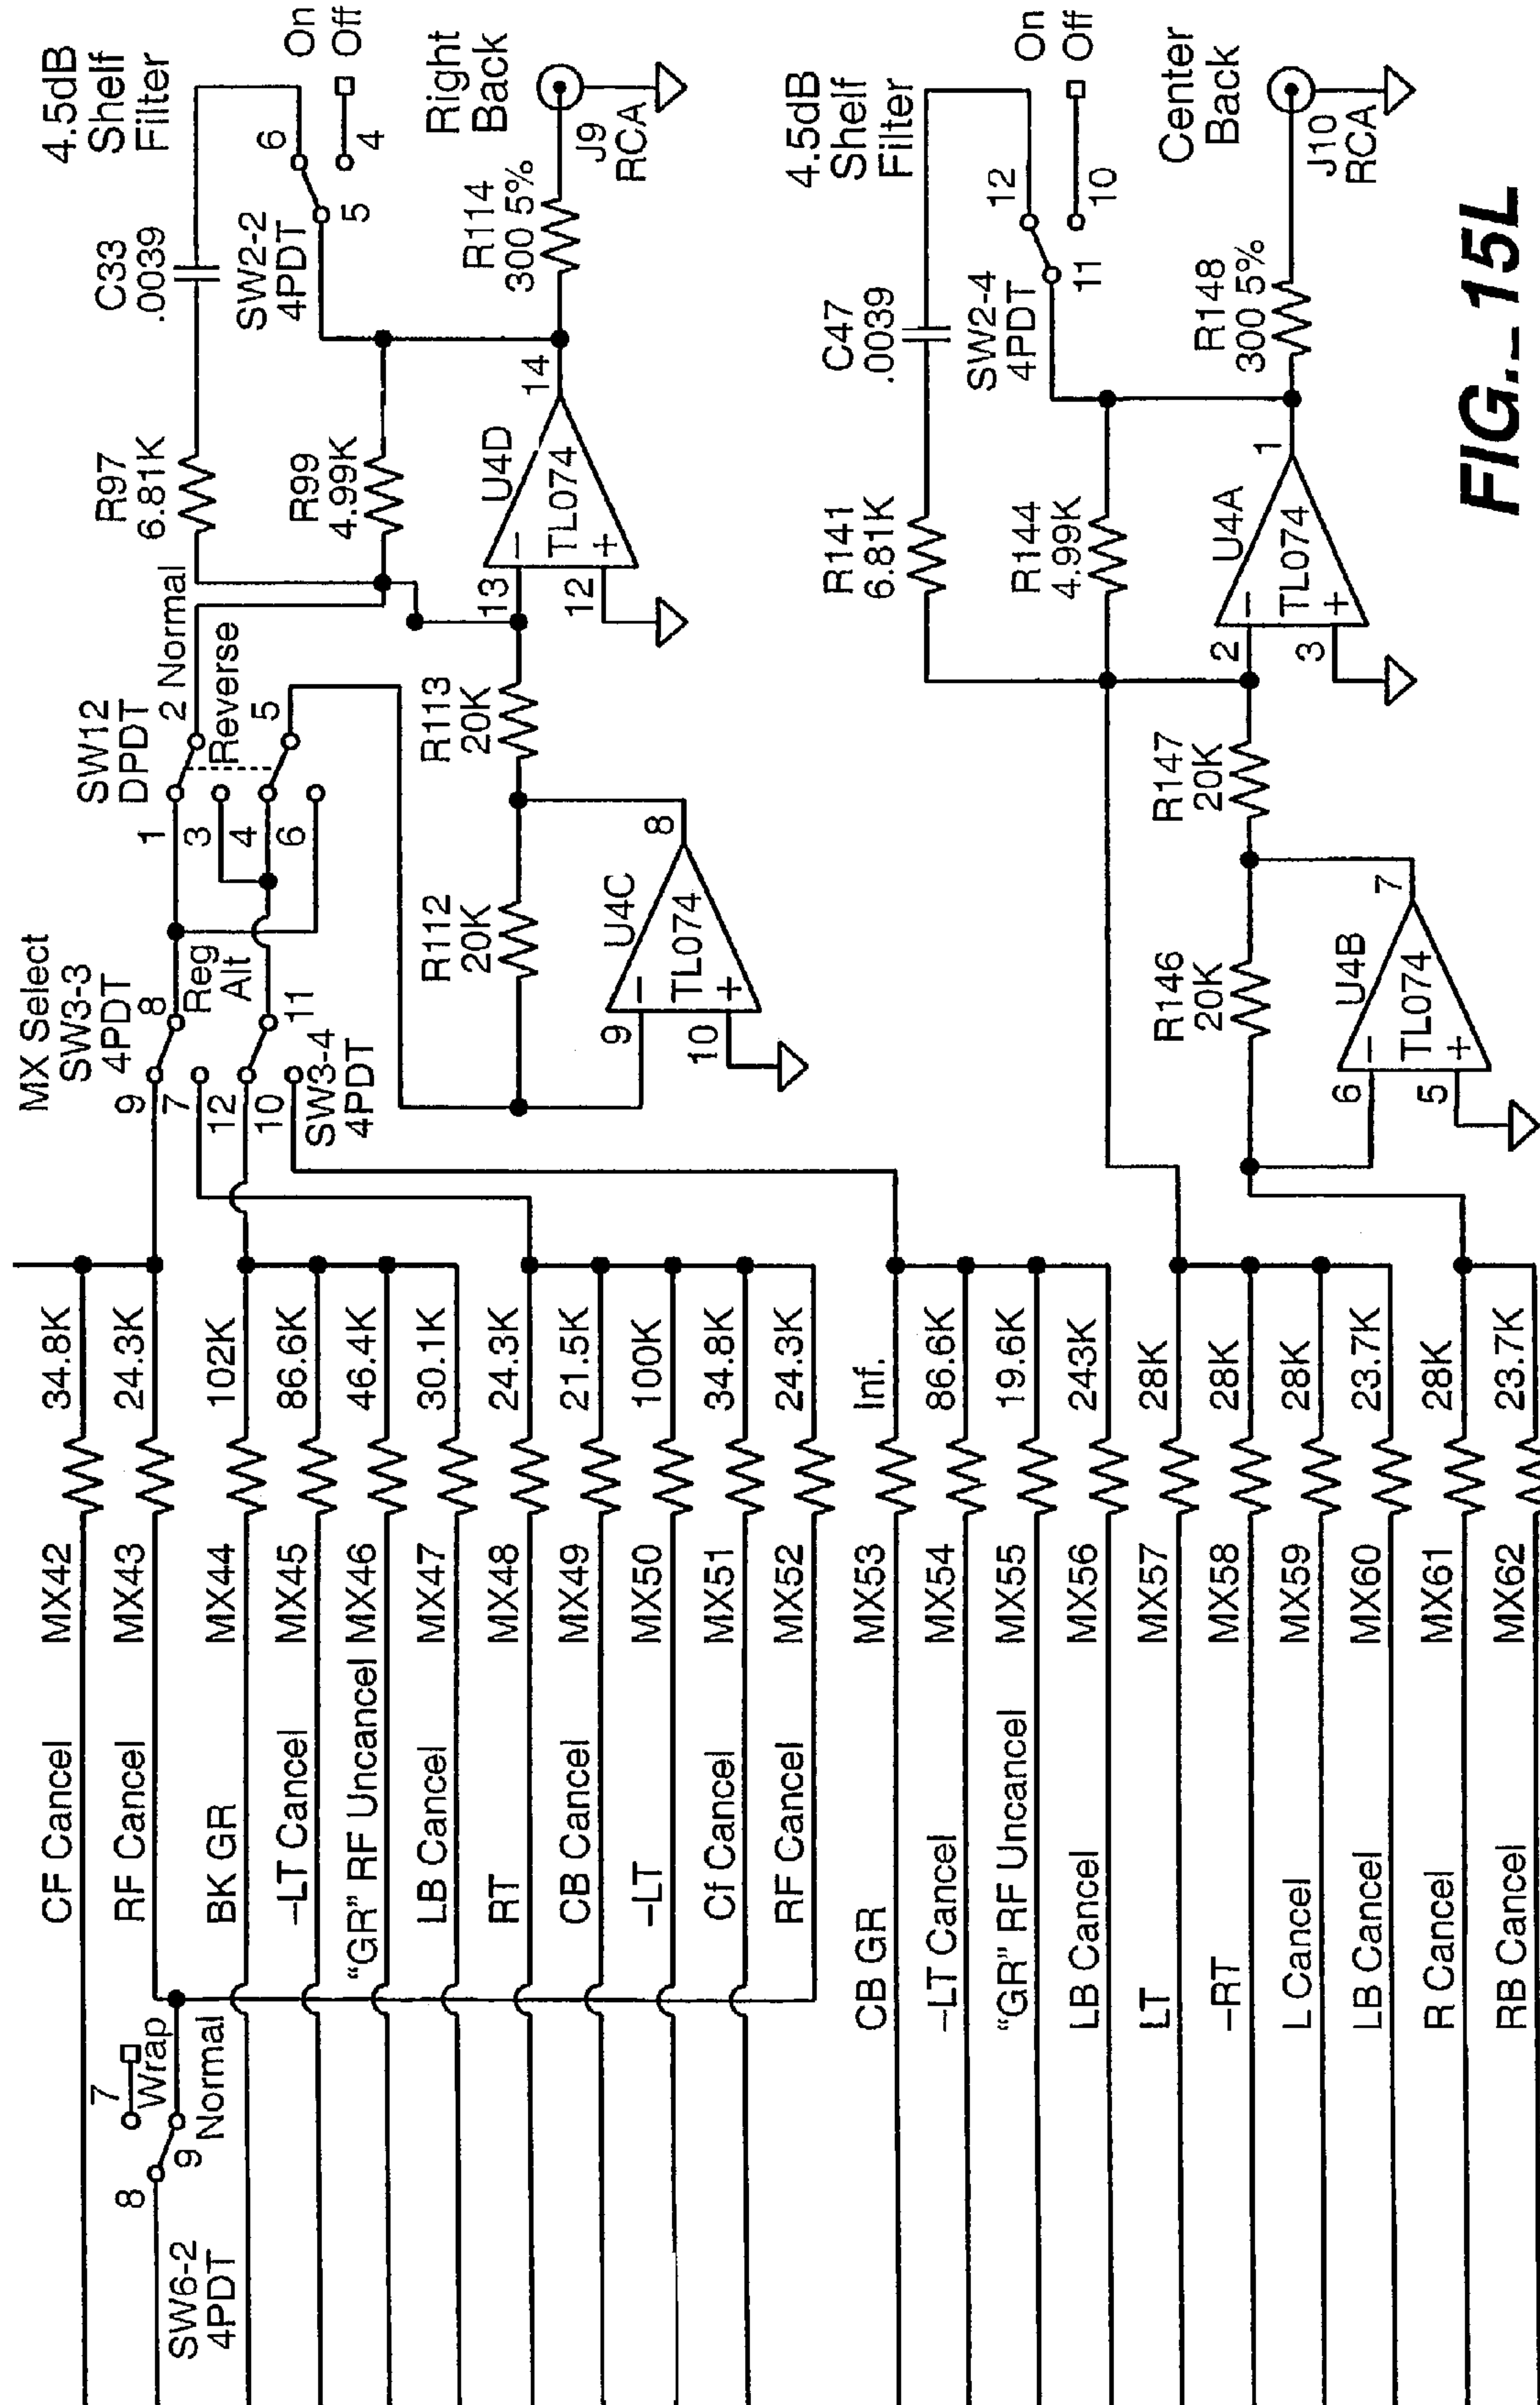 CF Cancel MX42 34.8K
RF Cancel MX43 24.3K
BK GR MX44 102K
–LT Cancel MX45 86.6K
“GR” RF Uncancel MX46 46.4K
LB Cancel MX47 30.1K
RT MX48 24.3K
CB Cancel MX49 21.5K
–LT MX50 100K
Cf Cancel MX51 34.8K
RF Cancel MX52 24.3K
CB GR MX53 Inf.
–LT Cancel MX54 86.6K
“GR” RF Uncancel MX55 19.6K
LB Cancel MX56 243K
LT MX57 28K
–RT MX58 28K
L Cancel MX59 28K
LB Cancel MX60 23.7K
R Cancel MX61 28K
RB Cancel MX62 23.7K
7
Wrap
8
9
Normal
SW6-2
4PDT
MX Select
SW3-3
4PDT
9
8
7
Reg
Alt
12
11
10
SW3-4
4PDT
SW12
DPDT
1
2
Normal
3
Reverse
4
5
6
R97
6.81K
C33
.0039
4.5dB
Shelf
Filter
6
On
Off
4
5
SW2-2
4PDT
R99
4.99K
R112
20K
R113
20K
U4C
TL074
–
+
9
10
8
U4D
TL074
–
+
13
12
14
R114
300 5%
Right
Back
J9
RCA
R141
6.81K
C47
.0039
4.5dB
Shelf
Filter
12
On
Off
10
11
SW2-4
4PDT
R144
4.99K
R146
20K
R147
20K
U4B
TL074
–
+
6
5
7
U4A
TL074
–
+
2
3
1
R148
300 5%
Center
Back
J10
RCA
FIG._15L